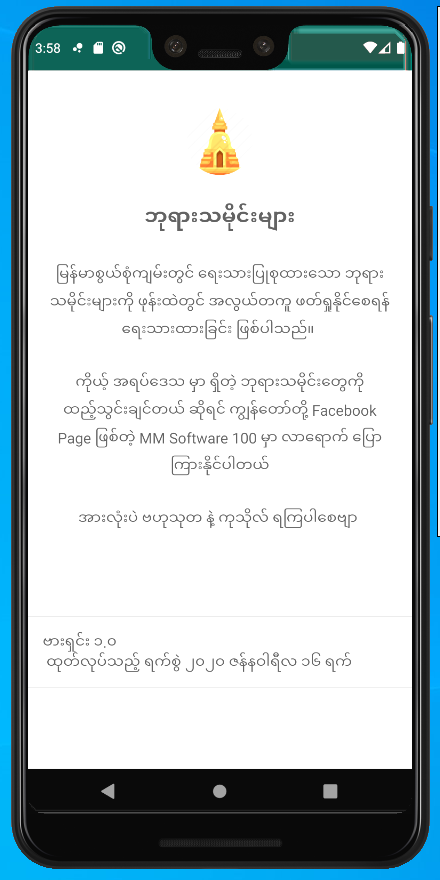 3:58
ဘုရားသမိုင်းများ
မြန်မာစွယ်စုံကျမ်းတွင် ရေးသားပြုစုထားသော ဘုရား
သမိုင်းများကို ဖုန်းထဲတွင် အလွယ်တကူ ဖတ်ရှုနိုင်စေရန်
ရေးသားထားခြင်း ဖြစ်ပါသည်။
ကိုယ့် အရပ်ဒေသ မှာ ရှိတဲ့ ဘုရားသမိုင်းတွေကို
ထည့်သွင်းချင်တယ် ဆိုရင် ကျွန်တော်တို့ Facebook
Page ဖြစ်တဲ့ MM Software 100 မှာ လာရောက် ပြော
ကြားနိုင်ပါတယ်
အားလုံးပဲ ဗဟုသုတ နဲ့ ကုသိုလ် ရကြပါစေဗျာ
ဗားရှင်း ၁.၀
ထုတ်လုပ်သည့် ရက်စွဲ ၂၀၂၀ ဇန်နဝါရီလ ၁၆ ရက်